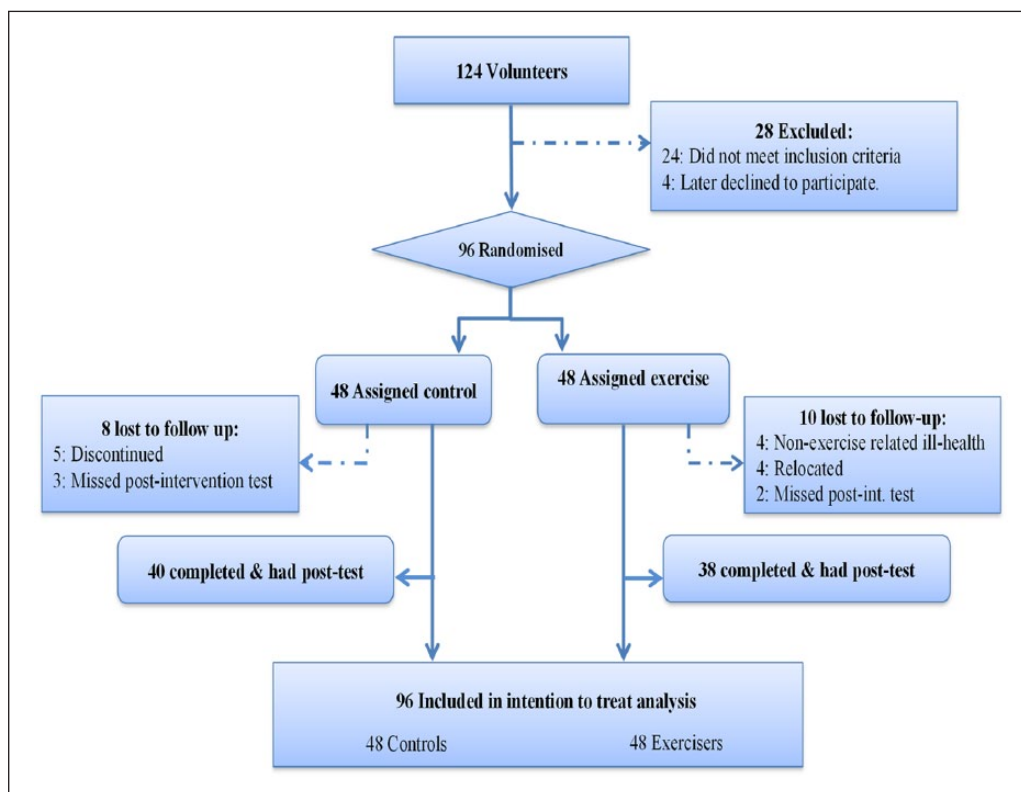 124 Volunteers
28 Excluded:
24: Did not meet inclusion criteria
4: Later declined to participate.
96 Randomised
48 Assigned control
48 Assigned exercise
8 lost to follow up:
5: Discontinued
3: Missed post-intervention test
10 lost to follow-up:
4: Non-exercise related ill-health
4: Relocated
2: Missed post-int. test
40 completed & had post-test
38 completed & had post-test
96 Included in intention to treat analysis
48 Controls
48 Exercisers